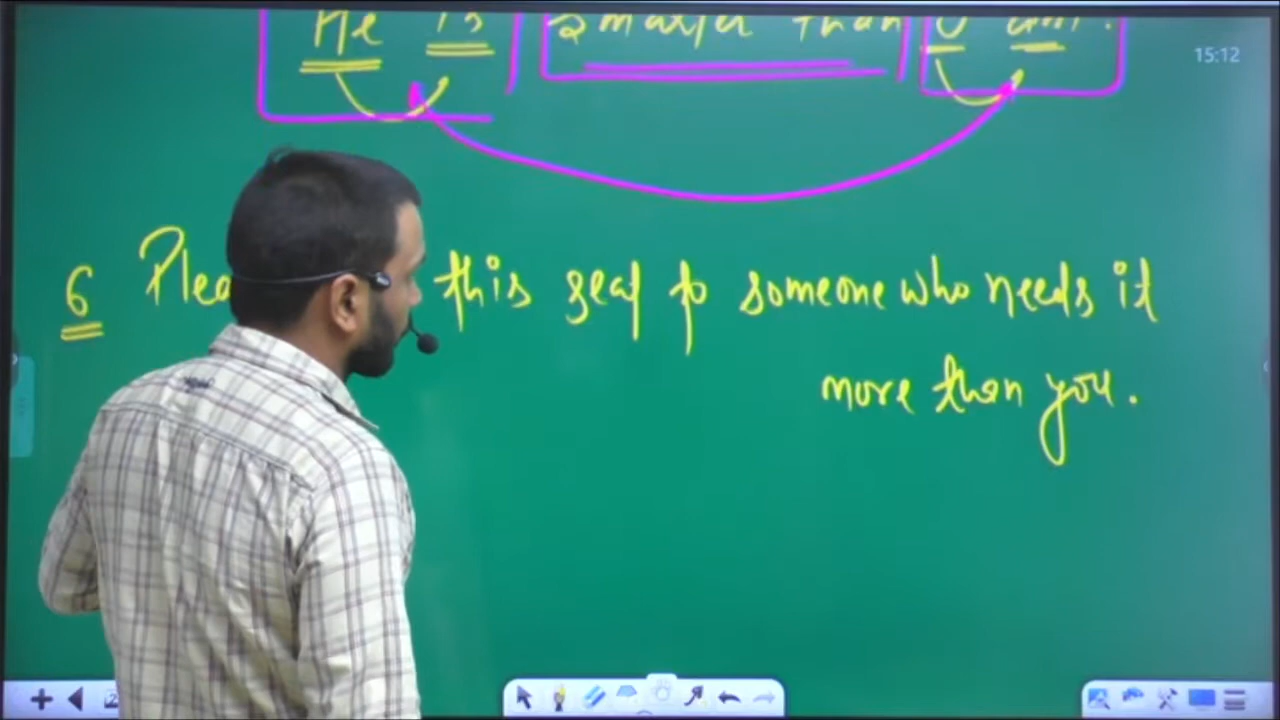 He is smarter than I am.
15:12
6 Plea this seat to someone who needs it
more than you.